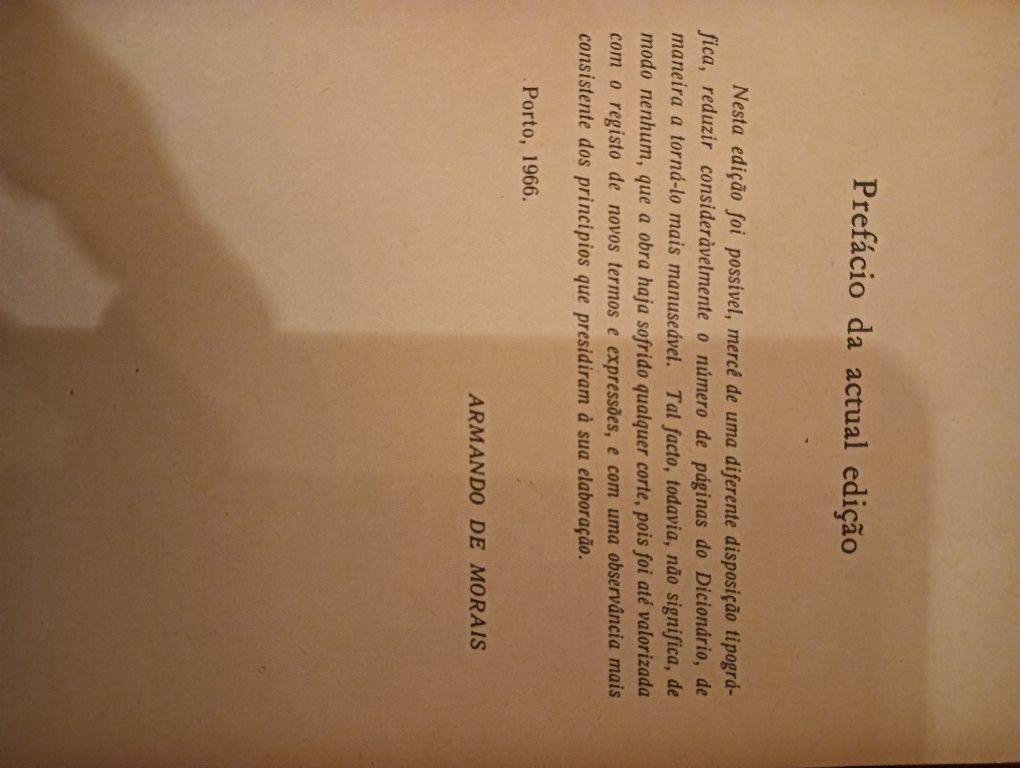 Prefácio da actual edição
Nesta edição foi possível, mercê de uma diferente disposição tipográ-
fica, reduzir consideràvelmente o número de páginas do Dicionário, de
maneira a torná-lo mais manuseável. Tal facto, todavia, não significa, de
modo nenhum, que a obra haja sofrido qualquer corte, pois foi até valorizada
com o registo de novos termos e expressões, e com uma observância mais
consistente dos princípios que presidiram à sua elaboração.
Porto, 1966.
ARMANDO DE MORAIS